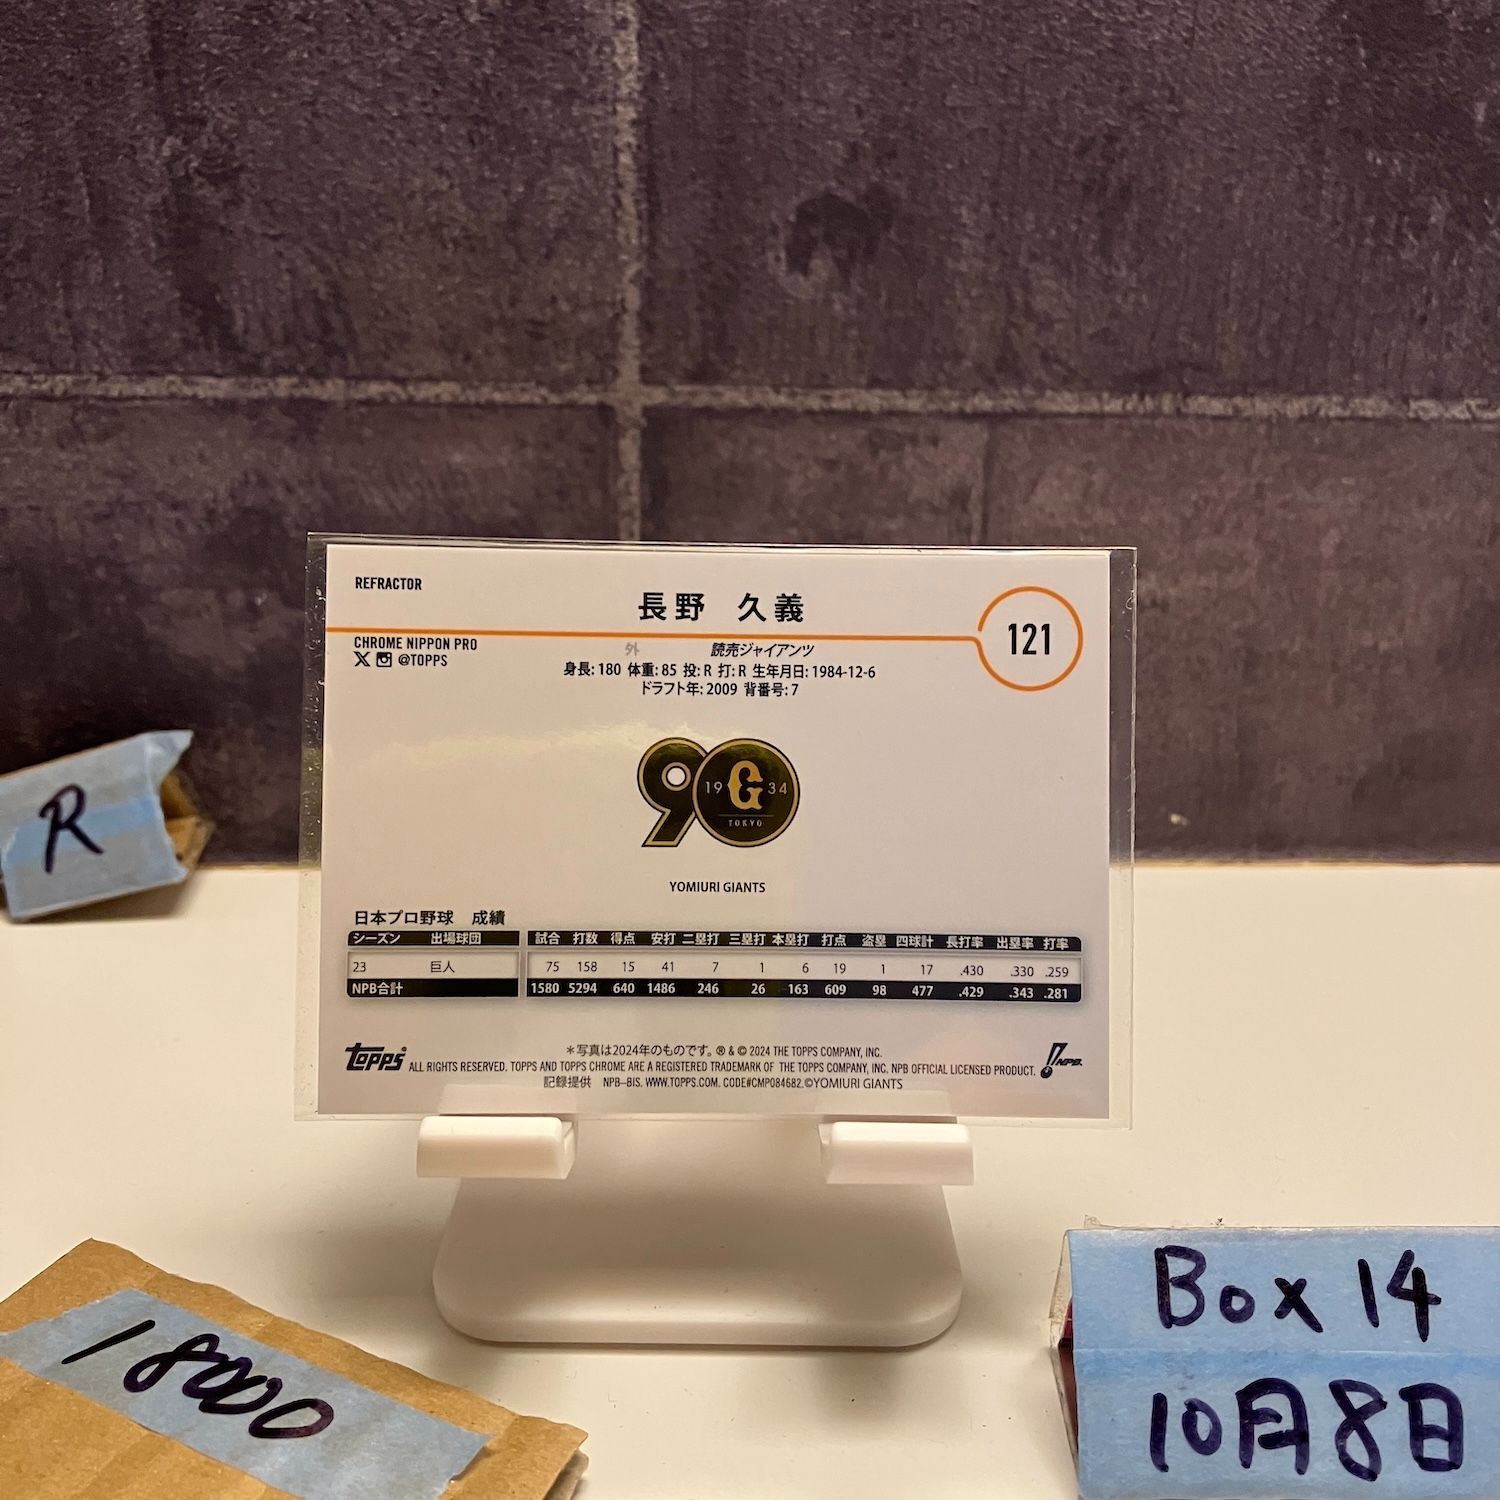 REFRACTOR
長野 久義
121
CHROME NIPPON PRO
@TOPPS
外 読売ジャイアンツ
身長: 180 体重: 85 投: R 打: R 生年月日: 1984-12-6
ドラフト年: 2009 背番号: 7
90
19 G 34
TOKYO
YOMIURI GIANTS
日本プロ野球 成績
シーズン 出場球団 試合 打数 得点 安打 二塁打 三塁打 本塁打 打点 盗塁 四球計 長打率 出塁率 打率
23 巨人 75 158 15 41 7 1 6 19 1 17 .430 .330 .259
NPB合計 1580 5294 640 1486 246 26 163 609 98 477 .429 .343 .281
Topps
*写真は2024年のものです。 ® & © 2024 THE TOPPS COMPANY, INC.
ALL RIGHTS RESERVED. TOPPS AND TOPPS CHROME ARE A REGISTERED TRADEMARK OF THE TOPPS COMPANY, INC. NPB OFFICIAL LICENSED PRODUCT.
記録提供 NPB-BIS. WWW.TOPPS.COM. CODE#CMP084682.©YOMIURI GIANTS
NPB.
R
18000
Box 14
10月8日